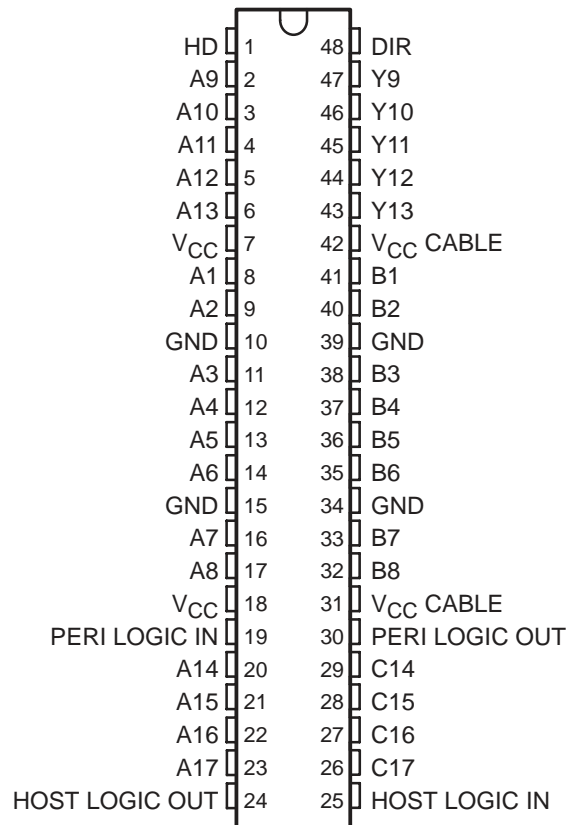 HD 1 48 DIR
A9 2 47 Y9
A10 3 46 Y10
A11 4 45 Y11
A12 5 44 Y12
A13 6 43 Y13
VCC 7 42 VCC CABLE
A1 8 41 B1
A2 9 40 B2
GND 10 39 GND
A3 11 38 B3
A4 12 37 B4
A5 13 36 B5
A6 14 35 B6
GND 15 34 GND
A7 16 33 B7
A8 17 32 B8
VCC 18 31 VCC CABLE
PERI LOGIC IN 19 30 PERI LOGIC OUT
A14 20 29 C14
A15 21 28 C15
A16 22 27 C16
A17 23 26 C17
HOST LOGIC OUT 24 25 HOST LOGIC IN